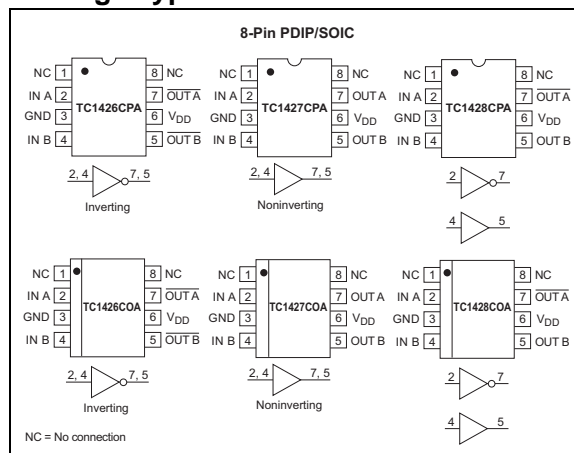 8-Pin PDIP/SOIC
NC 1 8 NC NC 1 8 NC NC 1 8 NC
IN A 2 7 OUT A IN A 2 7 OUT A IN A 2 7 OUT A
TC1426CPA TC1427CPA TC1428CPA
GND 3 6 VDD GND 3 6 VDD GND 3 6 VDD
IN B 4 5 OUT B IN B 4 5 OUT B IN B 4 5 OUT B
2, 4 7, 5 2, 4 7, 5 2 7
Inverting Noninverting
4 5
NC 1 8 NC NC 1 8 NC NC 1 8 NC
IN A 2 7 OUT A IN A 2 7 OUT A IN A 2 7 OUT A
TC1426COA TC1427COA TC1428COA
GND 3 6 VDD GND 3 6 VDD GND 3 6 VDD
IN B 4 5 OUT B IN B 4 5 OUT B IN B 4 5 OUT B
2, 4 7, 5 2, 4 7, 5 2 7
Inverting Noninverting
4 5
NC = No connection